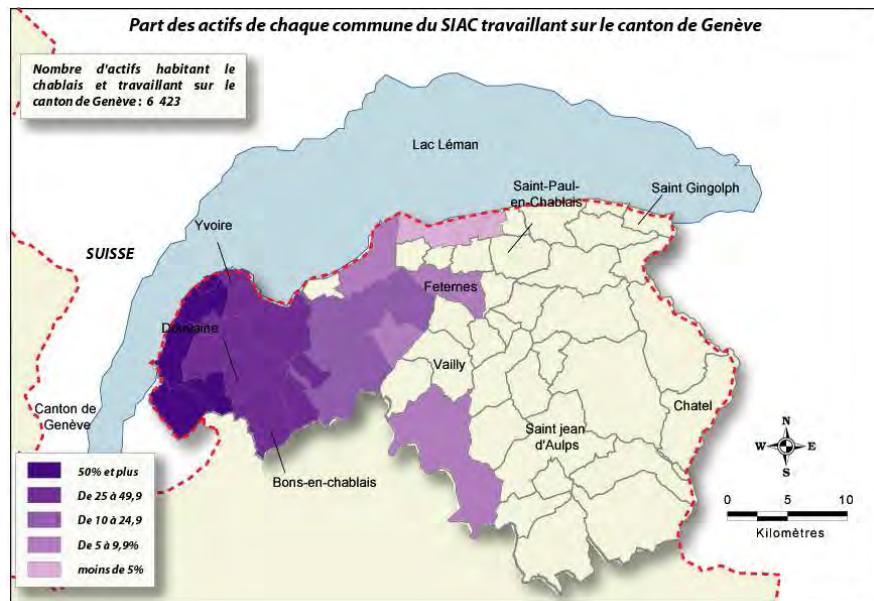 Part des actifs de chaque commune du SIAC travaillant sur le canton de Genève
Nombre d'actifs habitant le
chablais et travaillant sur le
canton de Genève : 6 423
Lac Léman
Saint-Paul-
en-Chablais
Saint Gingolph
Yvoire
SUISSE
Feternes
Douvaine
Vailly
Canton de
Genève
Chatel
Saint jean
d'Aulps
Bons-en-chablais
N
W E
S
50% et plus
De 25 à 49,9
De 10 à 24,9
De 5 à 9,9%
moins de 5%
0 5 10
Kilomètres